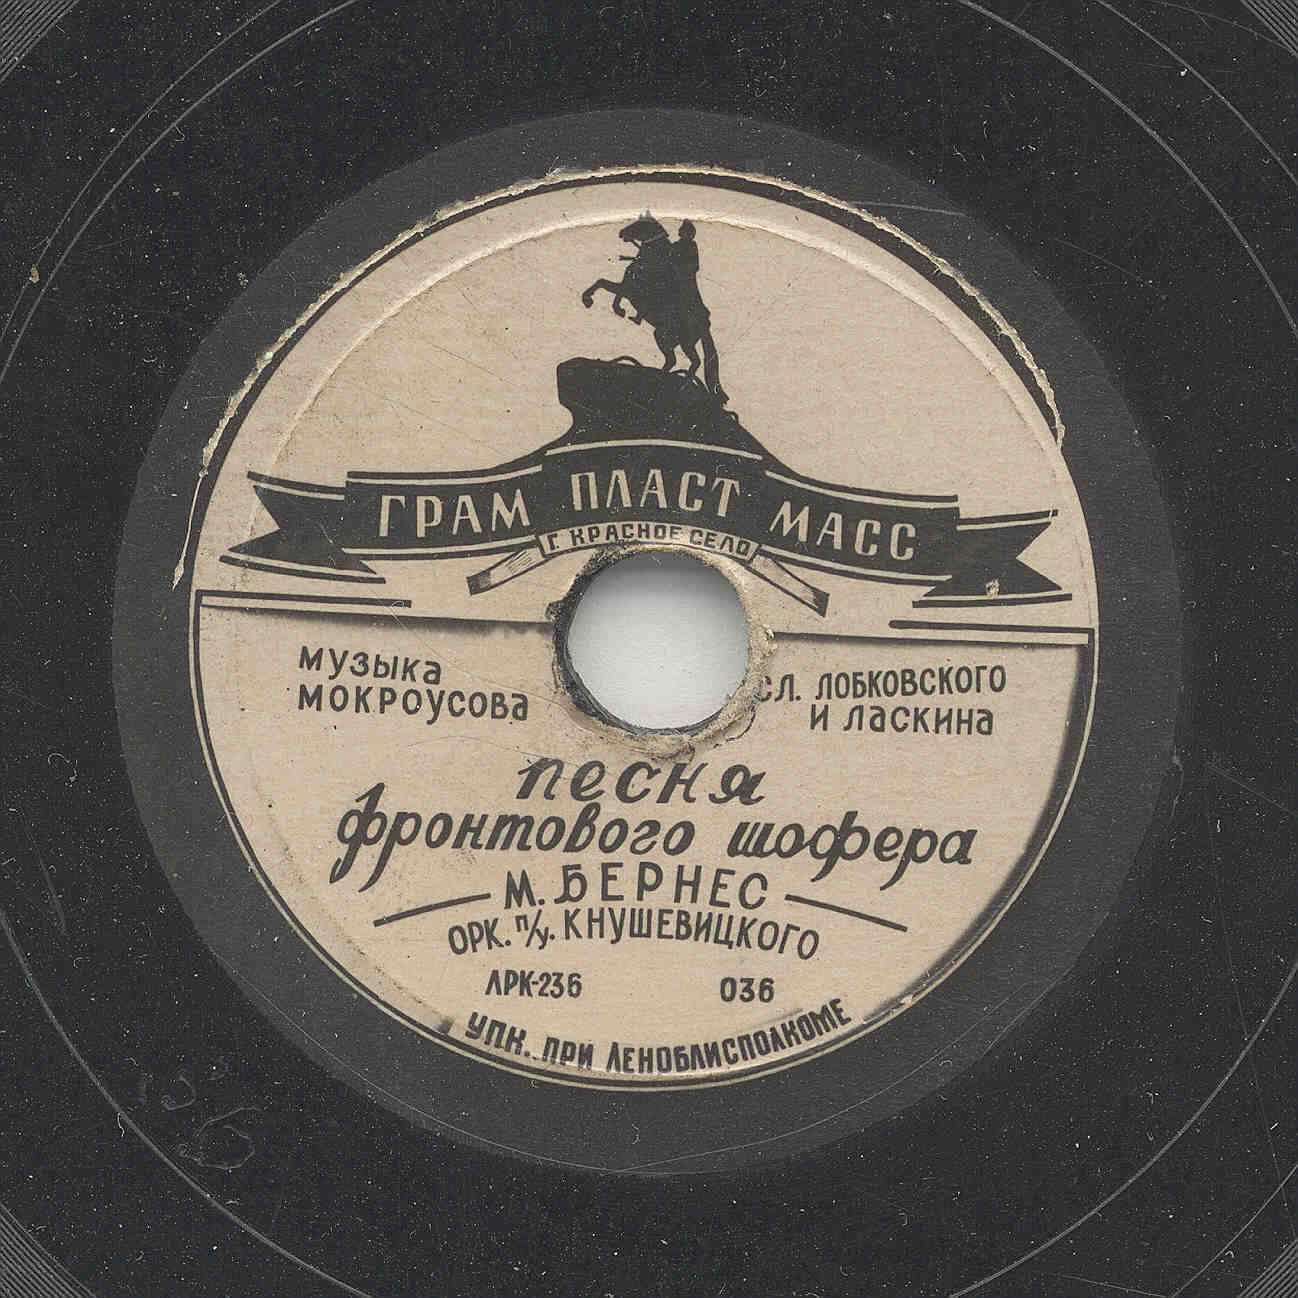 ГРАМ ПЛАСТ МАСС
Г. КРАСНОЕ СЕЛО
музыка
мокроусова
сл. лобковского
и ласкина
песня
фронтового шофера
М. БЕРНЕС
ОРК. п/у. КНУШЕВИЦКОГО
ЛРК-236
036
УПК. ПРИ ЛЕНОБЛИСПОЛКОМЕ